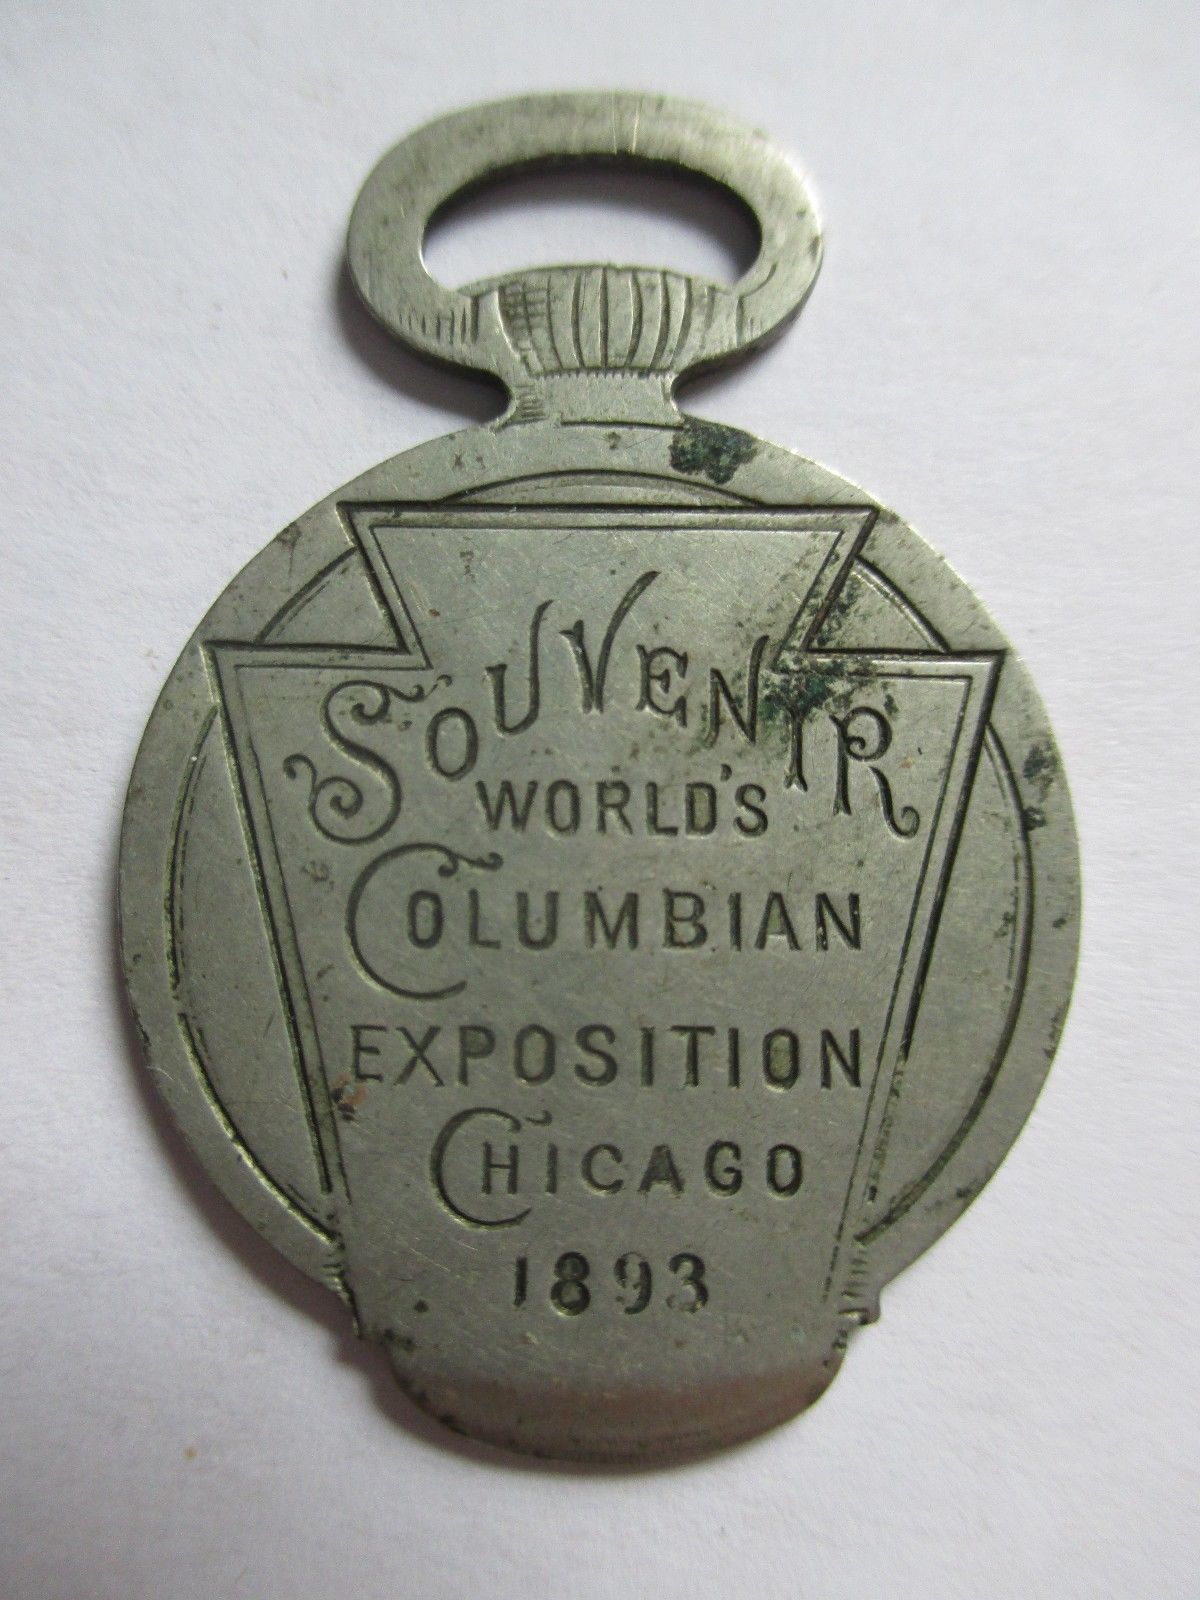 SOUVENIR
WORLD'S
COLUMBIAN
EXPOSITION
CHICAGO
1893